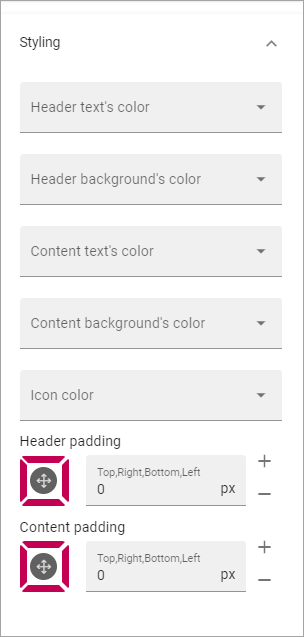 Styling
Header text's color
Header background's color
Content text's color
Content background's color
Icon color
Header padding
Top,Right,Bottom,Left
0 px
Content padding
Top,Right,Bottom,Left
0 px